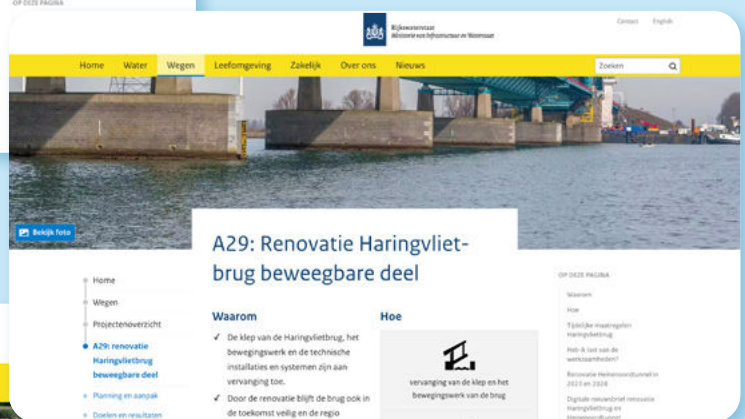 OP DEZE PAGINA
Rijkswaterstaat
Ministerie van Infrastructuur en Waterstaat
Contact English
Home Water Wegen Leefomgeving Zakelijk Over ons Nieuws
Zoeken
Bekijk foto
A29: Renovatie Haringvliet-
brug beweegbare deel
Home
Wegen
Projectenoverzicht
A29: renovatie
Haringvlietbrug
beweegbare deel
Planning en aanpak
Doelen en resultaten
Waarom
✓ De klep van de Haringvlietbrug, het
bewegingswerk en de technische
installaties en systemen zijn aan
vervanging toe.
✓ Door de renovatie blijft de brug ook in
de toekomst veilig en de regio
Hoe
vervanging van de klep en het
bewegingswerk van de brug
OP DEZE PAGINA
Waarom
Hoe
Tijdelijke maatregelen
Haringvlietbrug
Heb ik last van de
werkzaamheden?
Renovatie Heinenoordtunnel in
2023 en 2028
Digitale nieuwsbrief renovatie
Haringvlietbrug en
Heinenoordtunnel